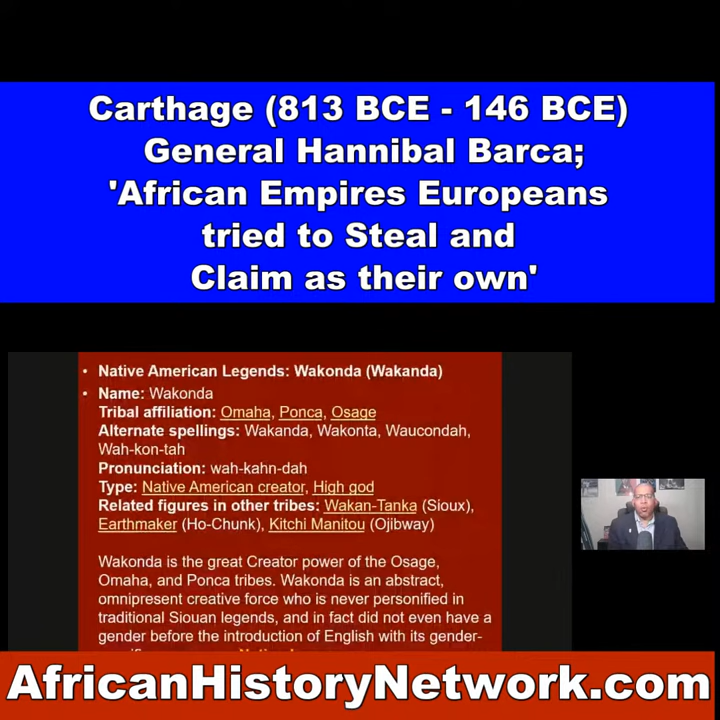 Carthage (813 BCE - 146 BCE)
General Hannibal Barca;
'African Empires Europeans
tried to Steal and
Claim as their own'
• Native American Legends: Wakonda (Wakanda)
• Name: Wakonda
Tribal affiliation: Omaha, Ponca, Osage
Alternate spellings: Wakanda, Wakonta, Waucondah,
Wah-kon-tah
Pronunciation: wah-kahn-dah
Type: Native American creator, High god
Related figures in other tribes: Wakan-Tanka (Sioux),
Earthmaker (Ho-Chunk), Kitchi Manitou (Ojibway)
Wakonda is the great Creator power of the Osage,
Omaha, and Ponca tribes. Wakonda is an abstract,
omnipresent creative force who is never personified in
traditional Siouan legends, and in fact did not even have a
gender before the introduction of English with its gender-
AfricanHistoryNetwork.com